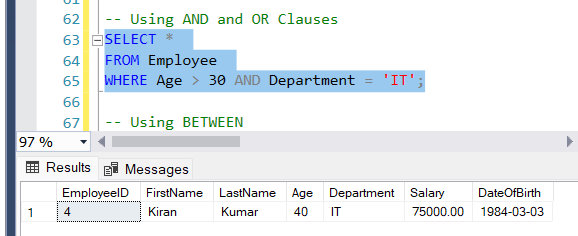 61
62 -- Using AND and OR Clauses
63 SELECT *
64 FROM Employee
65 WHERE Age > 30 AND Department = 'IT';
66
67 -- Using BETWEEN
97 %
Results Messages
EmployeeID FirstName LastName Age Department Salary DateOfBirth
1 4 Kiran Kumar 40 IT 75000.00 1984-03-03